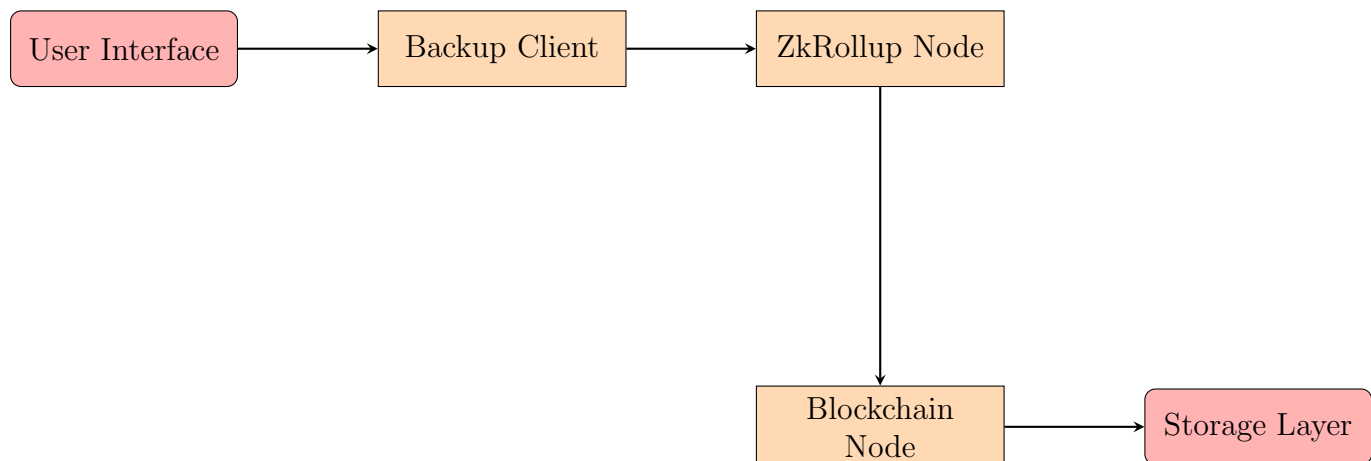 User Interface
Backup Client
ZkRollup Node
Blockchain
Node
Storage Layer